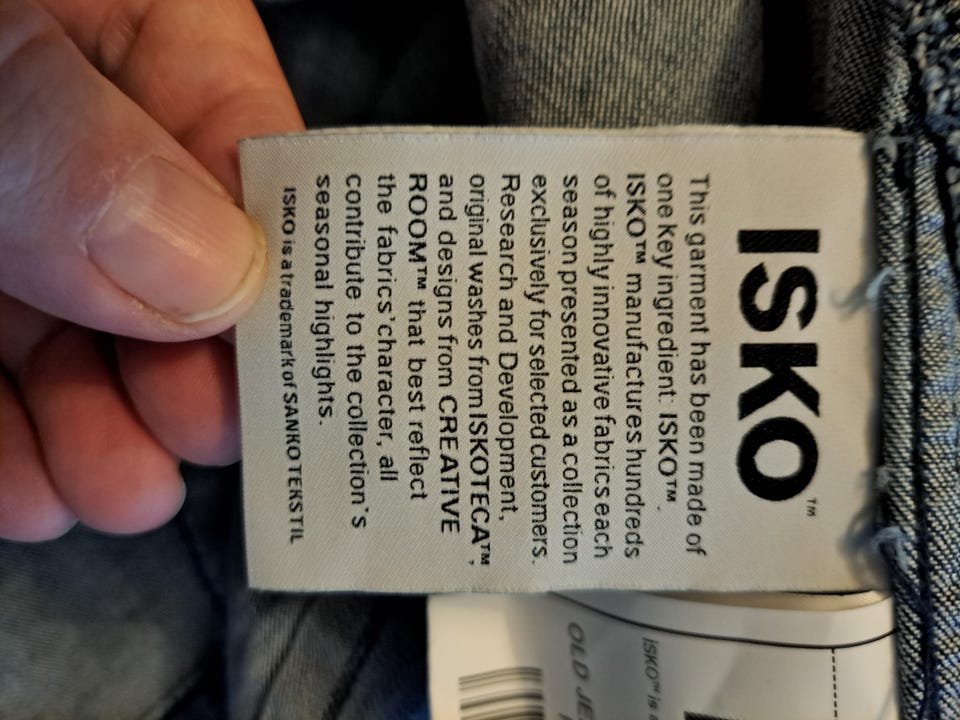 ISKO™
This garment has been made of
one key ingredient: ISKO™.
ISKO™ manufactures hundreds
of highly innovative fabrics each
season presented as a collection
exclusively for selected customers.
Research and Development,
original washes from ISKOTECA™,
and designs from CREATIVE
ROOM™ that best reflect
the fabrics`character, all
contribute to the collection`s
seasonal highlights.
ISKO is a trademark of SANKO TEKSTIL
ISKO™ is a
OLD